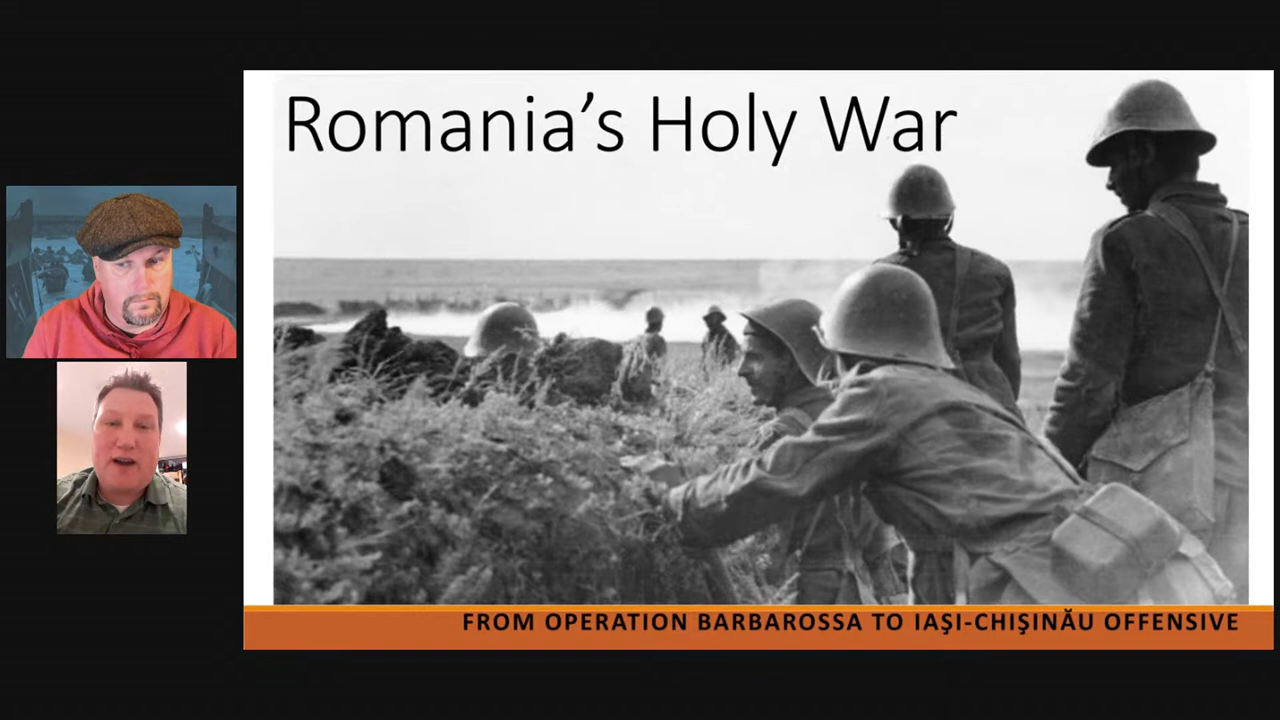 Romania’s Holy War
FROM OPERATION BARBAROSSA TO IAŞI-CHIŞINĂU OFFENSIVE